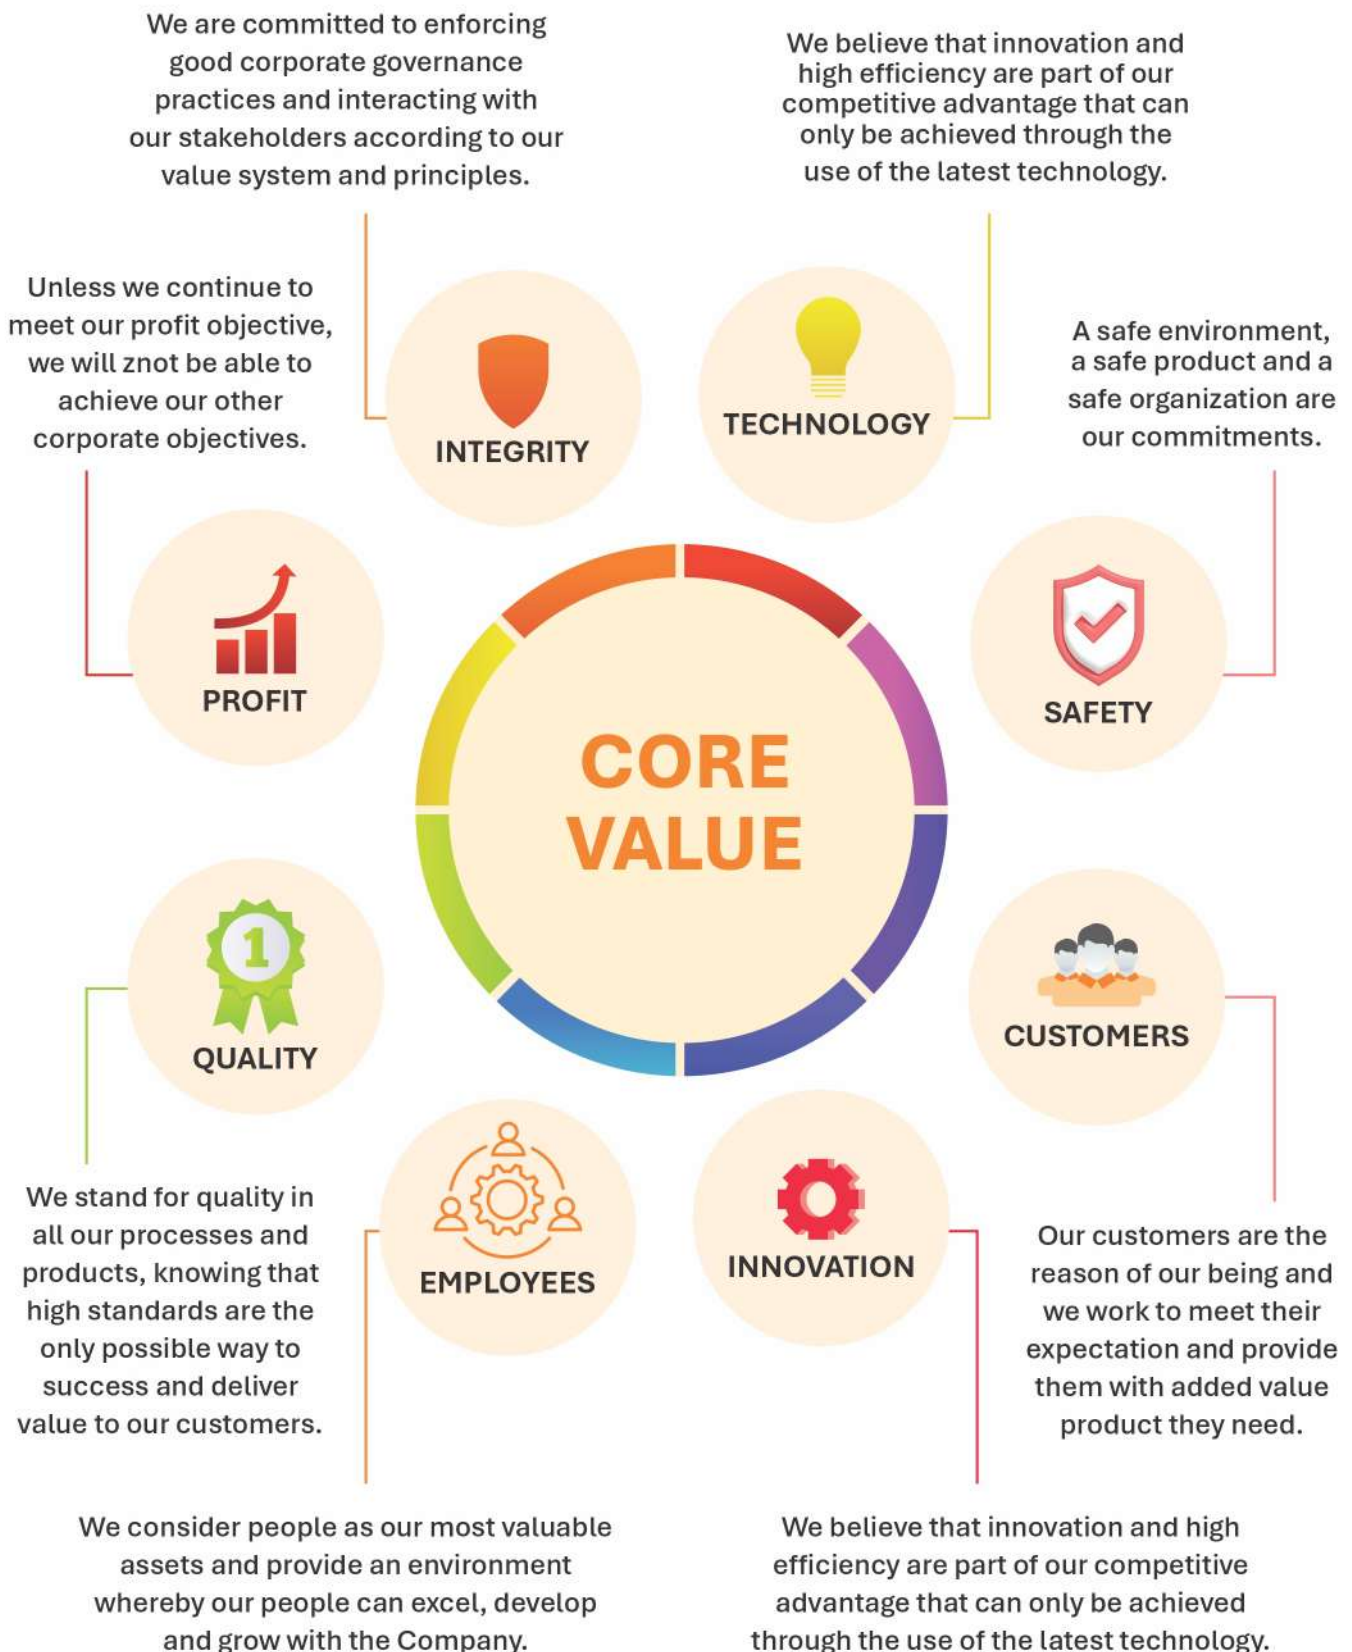 We are committed to enforcing
good corporate governance
practices and interacting with
our stakeholders according to our
value system and principles.
We believe that innovation and
high efficiency are part of our
competitive advantage that can
only be achieved through the
use of the latest technology.
Unless we continue to
meet our profit objective,
we will znot be able to
achieve our other
corporate objectives.
A safe environment,
a safe product and a
safe organization are
our commitments.
INTEGRITY
TECHNOLOGY
PROFIT
SAFETY
CORE
VALUE
1
QUALITY
CUSTOMERS
EMPLOYEES
INNOVATION
We stand for quality in
all our processes and
products, knowing that
high standards are the
only possible way to
success and deliver
value to our customers.
Our customers are the
reason of our being and
we work to meet their
expectation and provide
them with added value
product they need.
We consider people as our most valuable
assets and provide an environment
whereby our people can excel, develop
and grow with the Company.
We believe that innovation and high
efficiency are part of our competitive
advantage that can only be achieved
through the use of the latest technology.